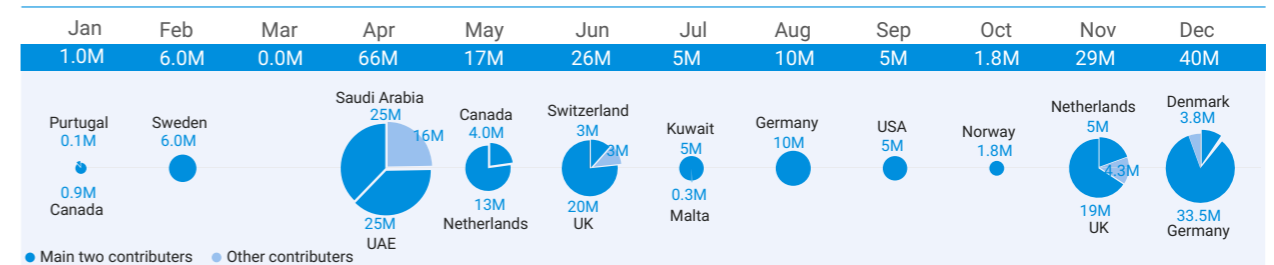 Jan Feb Mar Apr May Jun Jul Aug Sep Oct Nov Dec
1.0M 6.0M 0.0M 66M 17M 26M 5M 10M 5M 1.8M 29M 40M
Purtugal
0.1M
0.9M
Canada
Sweden
6.0M
Saudi Arabia
25M
16M
25M
UAE
Canada
4.0M
13M
Netherlands
Switzerland
3M
3M
20M
UK
Kuwait
5M
0.3M
Malta
Germany
10M
USA
5M
Norway
1.8M
Netherlands
5M
4.3M
19M
UK
Denmark
3.8M
33.5M
Germany
Main two contributers Other contributers